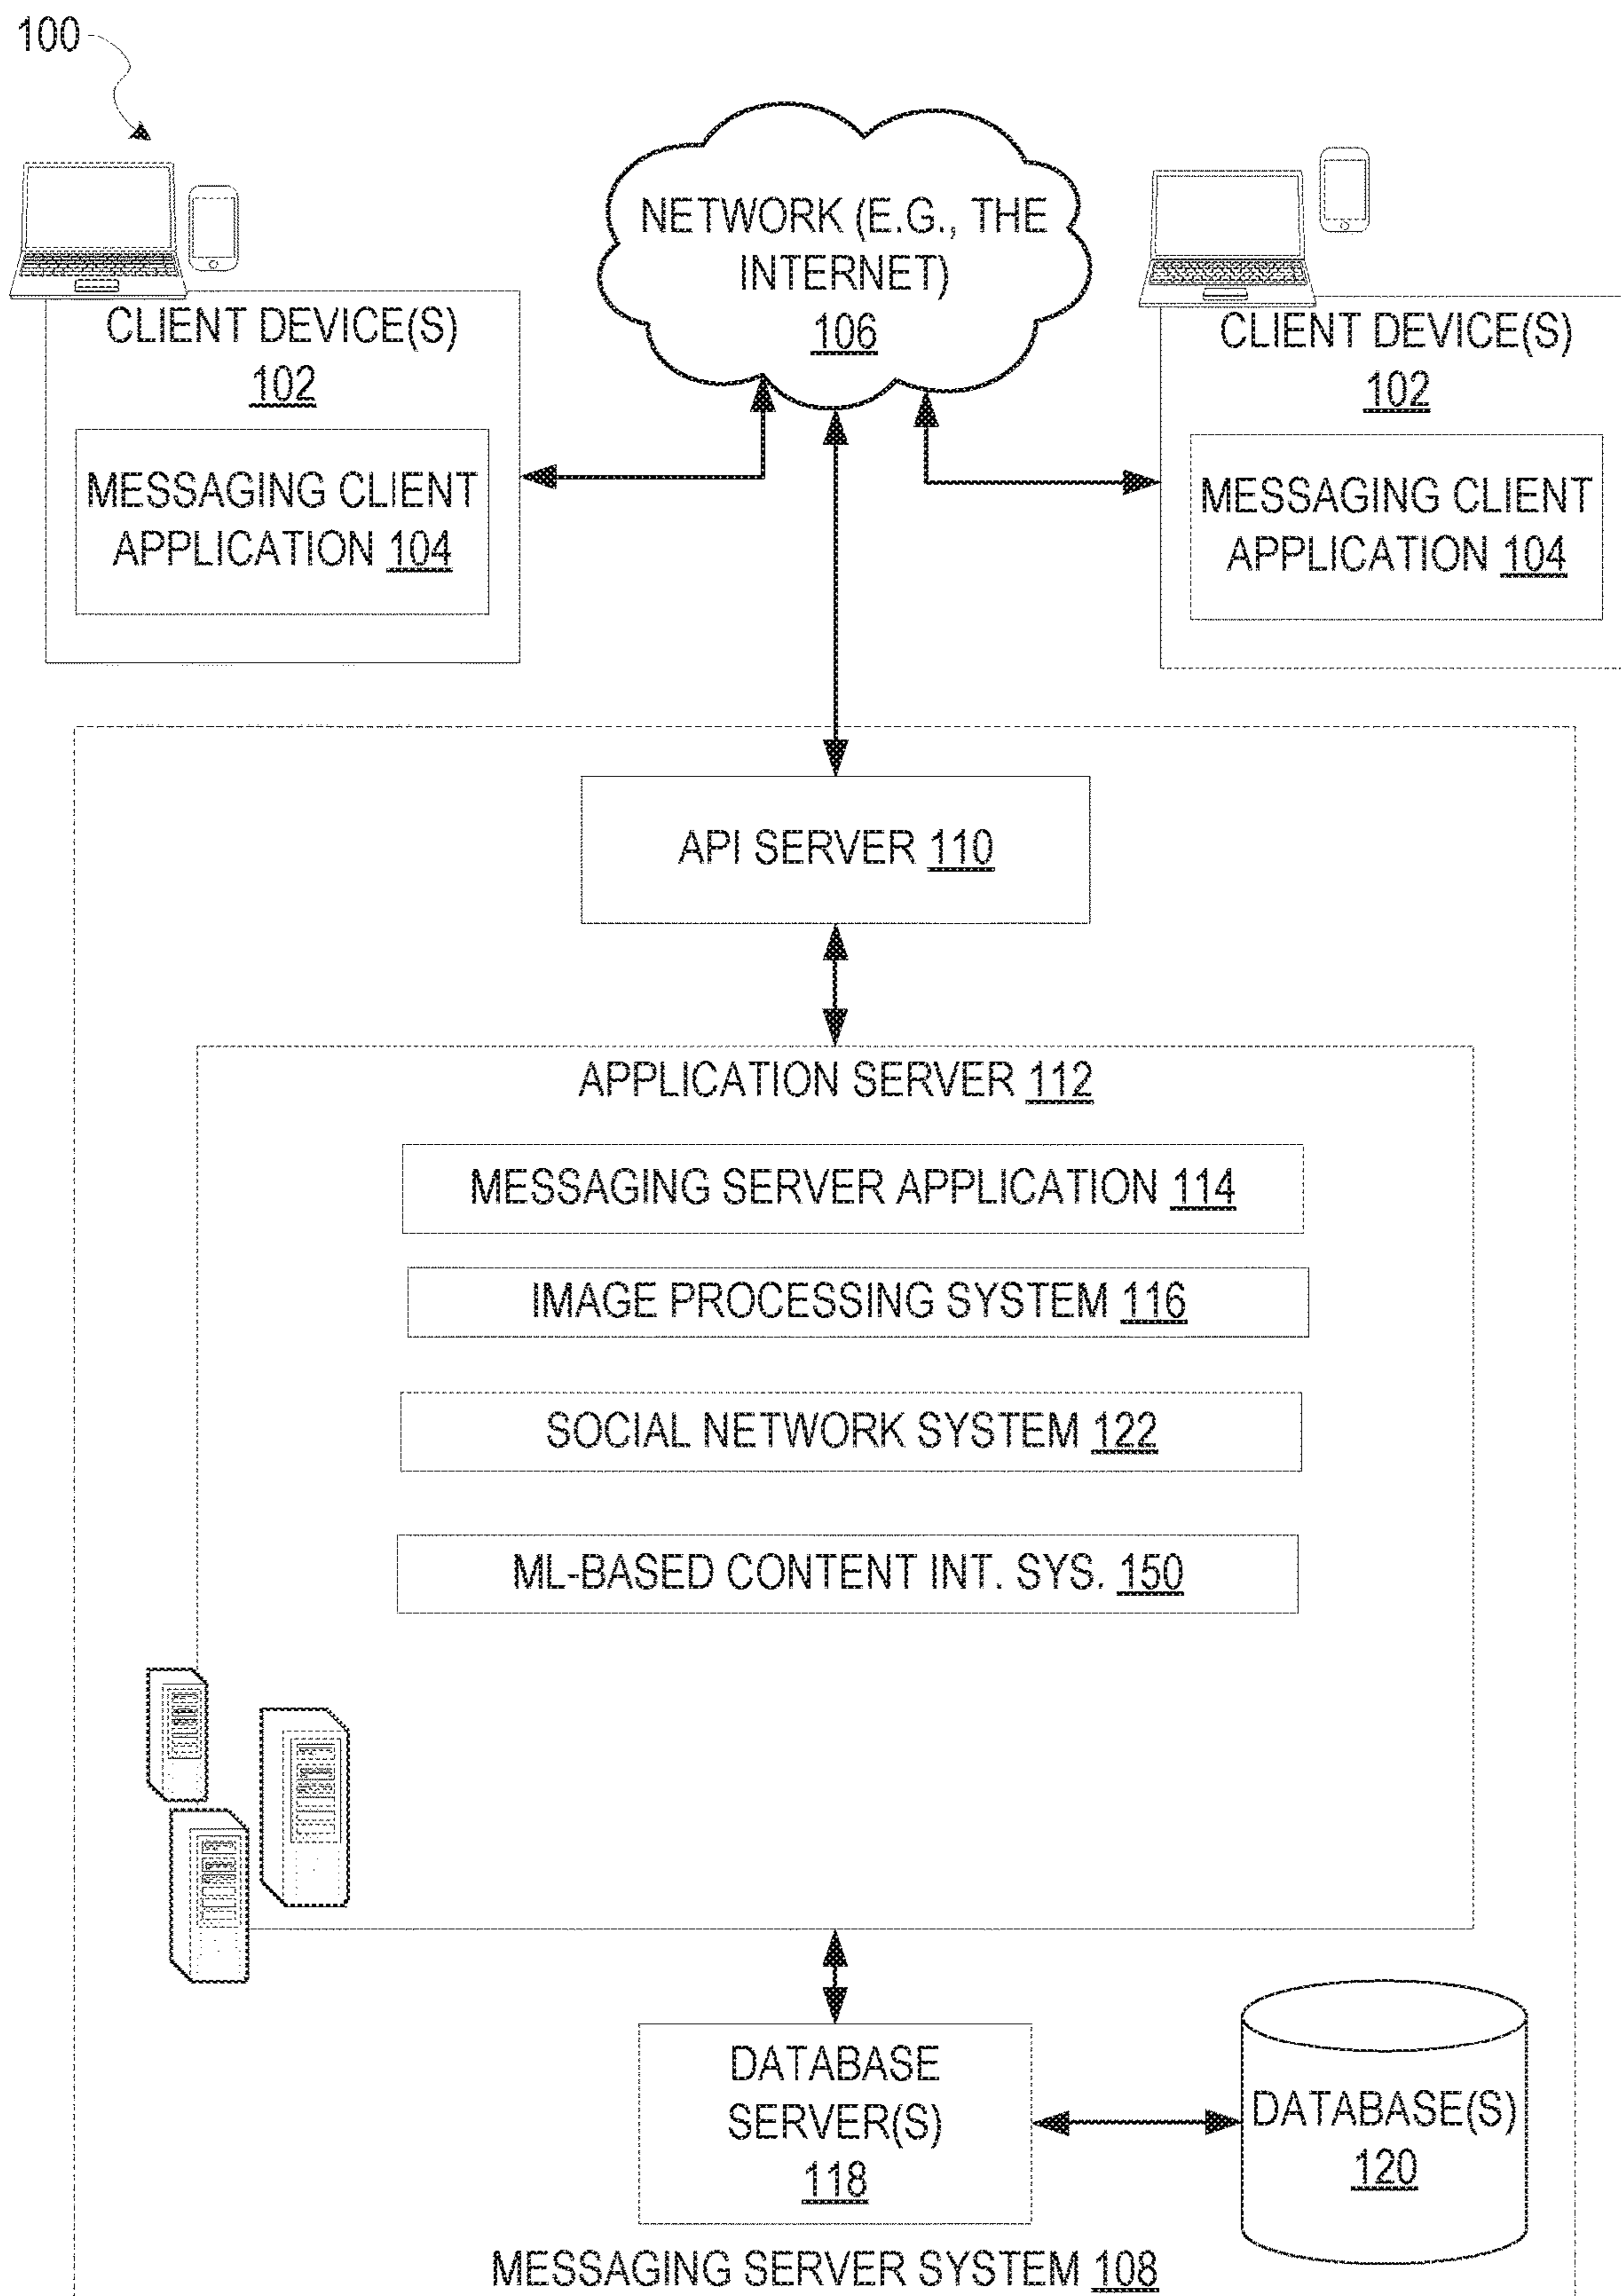 100
NETWORK (E.G., THE
INTERNET)
106
CLIENT DEVICE(S)
102
MESSAGING CLIENT
APPLICATION 104
CLIENT DEVICE(S)
102
MESSAGING CLIENT
APPLICATION 104
API SERVER 110
APPLICATION SERVER 112
MESSAGING SERVER APPLICATION 114
IMAGE PROCESSING SYSTEM 116
SOCIAL NETWORK SYSTEM 122
ML-BASED CONTENT INT. SYS. 150
DATABASE
SERVER(S)
118
DATABASE(S)
120
MESSAGING SERVER SYSTEM 108